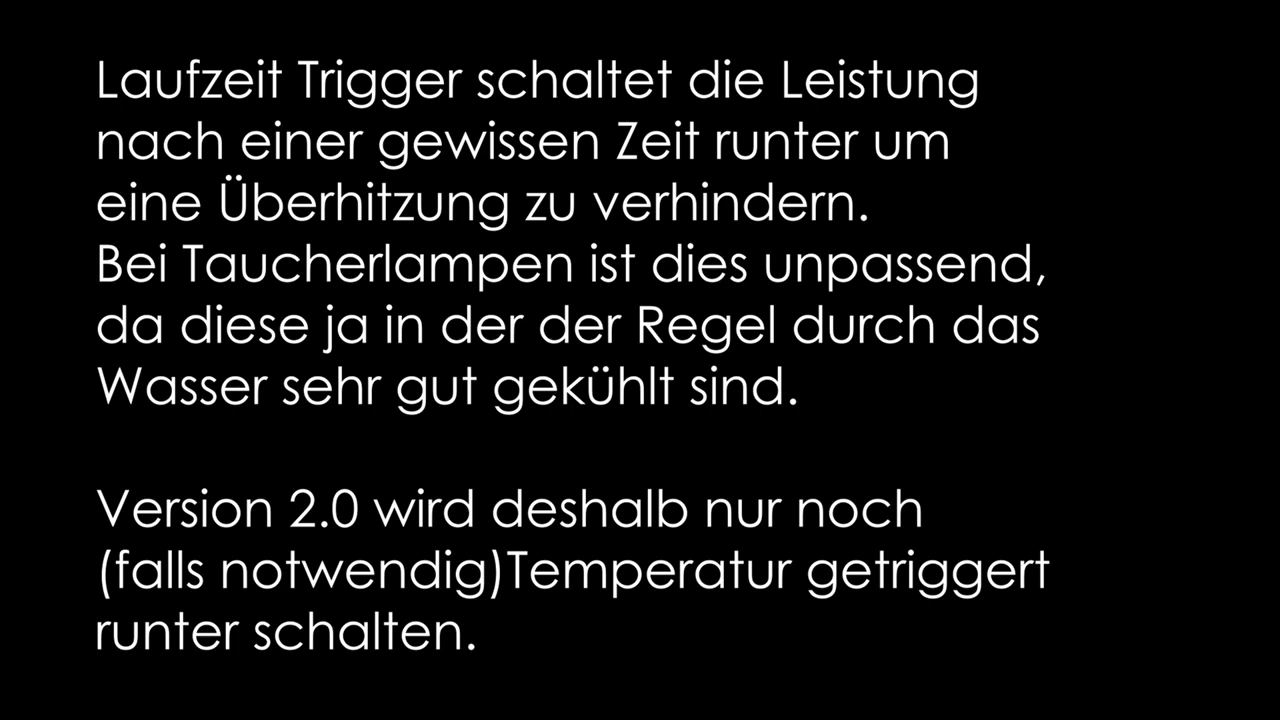 Laufzeit Trigger schaltet die Leistung
nach einer gewissen Zeit runter um
eine Überhitzung zu verhindern.
Bei Taucherlampen ist dies unpassend,
da diese ja in der der Regel durch das
Wasser sehr gut gekühlt sind.
Version 2.0 wird deshalb nur noch
(falls notwendig)Temperatur getriggert
runter schalten.